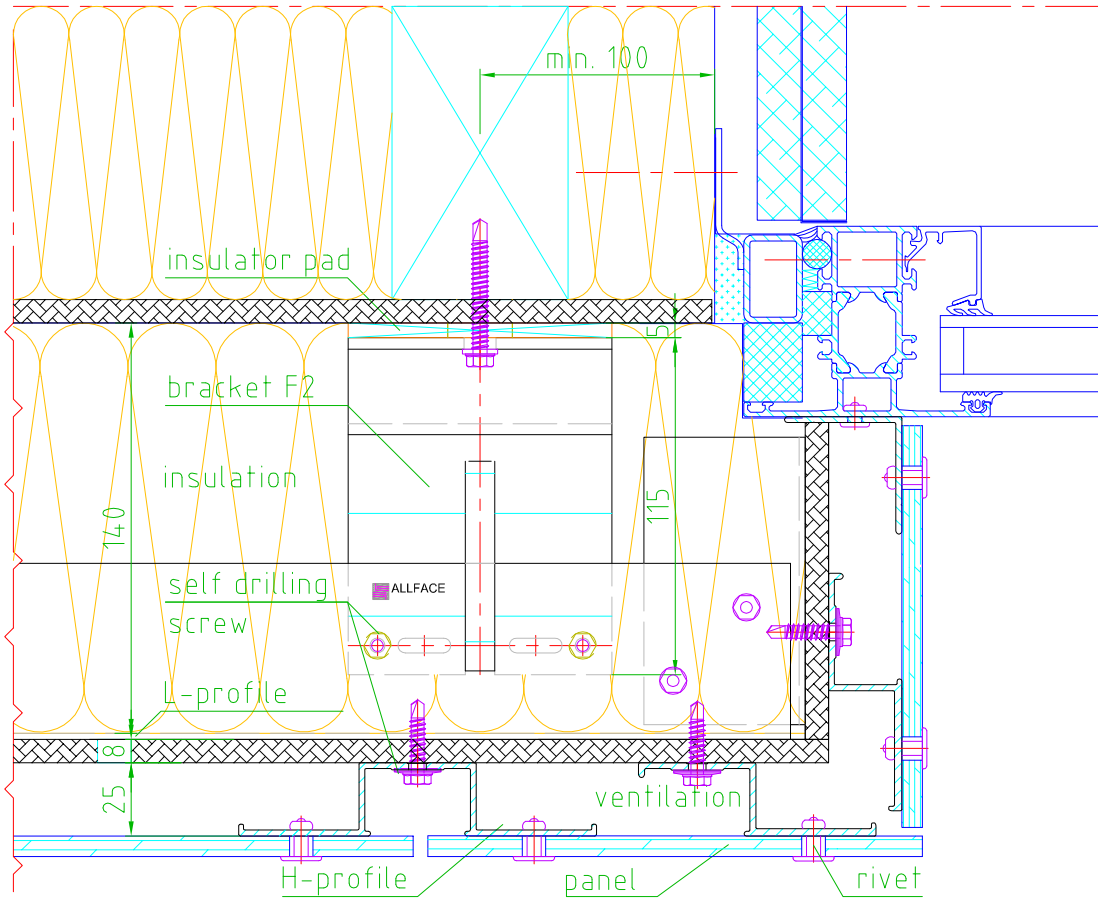 min. 100
insulator pad
5
bracket F2
insulation
140
115
ALLFACE
self drilling
screw
L-profile
8
25
ventilation
H-profile
panel
rivet